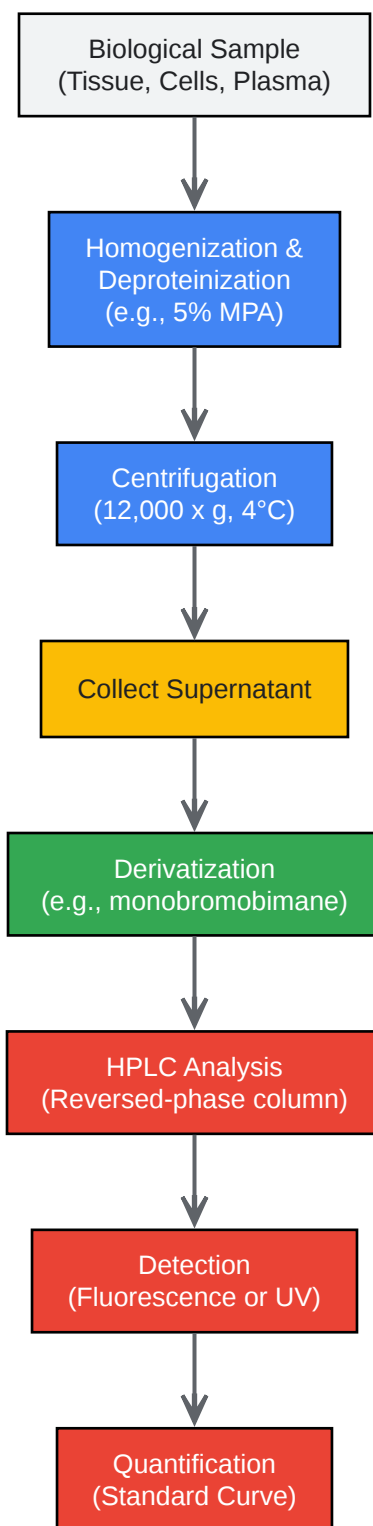 Biological Sample
(Tissue, Cells, Plasma)
Homogenization &
Deproteinization
(e.g., 5% MPA)
Centrifugation
(12,000 x g, 4°C)
Collect Supernatant
Derivatization
(e.g., monobromobimane)
HPLC Analysis
(Reversed-phase column)
Detection
(Fluorescence or UV)
Quantification
(Standard Curve)